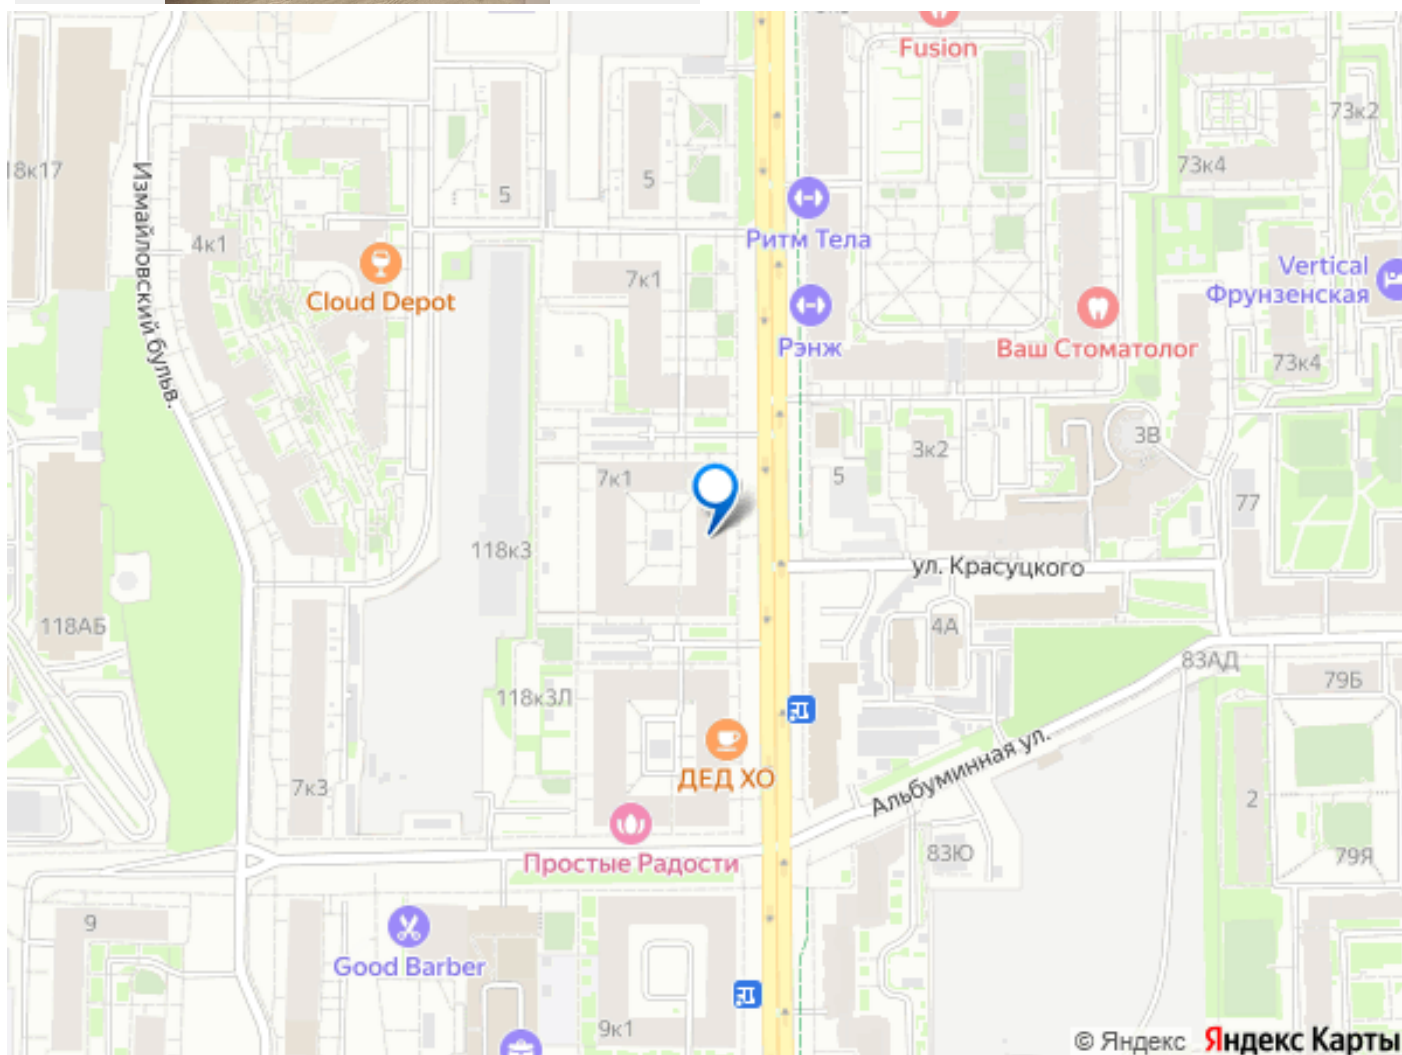 Fusion
73к2
18к17
73к4
5
5
Ритм Тела
4к1
Vertical
Фрунзенская
7к1
Cloud Depot
Измайловский бульв.
Рэнж
Ваш Стоматолог
73к4
3В
3к2
7к1
5
77
118к3
ул. Красуцкого
118АБ
4А
83АД
79Б
118к3Л
Альбуминная ул.
ДЕД ХО
7к3
2
Простые Радости
83Ю
79Я
9
Good Barber
9к1
© Яндекс Яндекс Карты